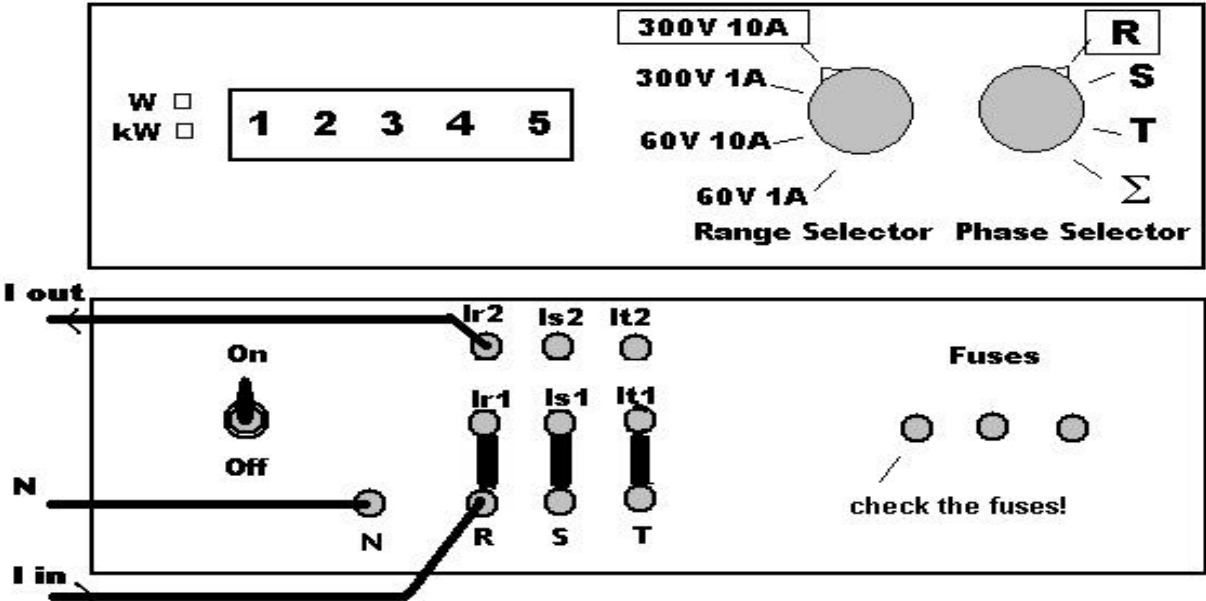 300V 10A
R
300V 1A
S
W
kW
1 2 3 4 5
60V 10A
T
60V 1A
Σ
Range Selector
Phase Selector
I out
Ir2 Is2 It2
On
Fuses
Ir1 Is1 It1
Off
N
check the fuses!
N
R
S
T
I in